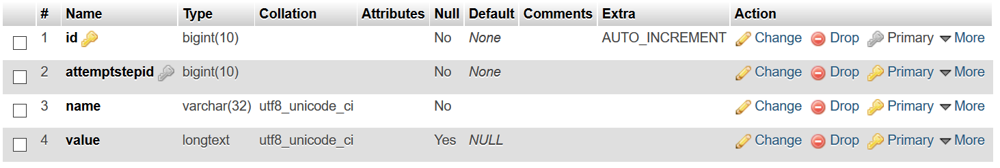 # Name Type Collation Attributes Null Default Comments Extra Action
1 id bigint(10) No None AUTO_INCREMENT Change Drop Primary More
2 attemptstepid bigint(10) No None Change Drop Primary More
3 name varchar(32) utf8_unicode_ci No Change Drop Primary More
4 value longtext utf8_unicode_ci Yes NULL Change Drop Primary More